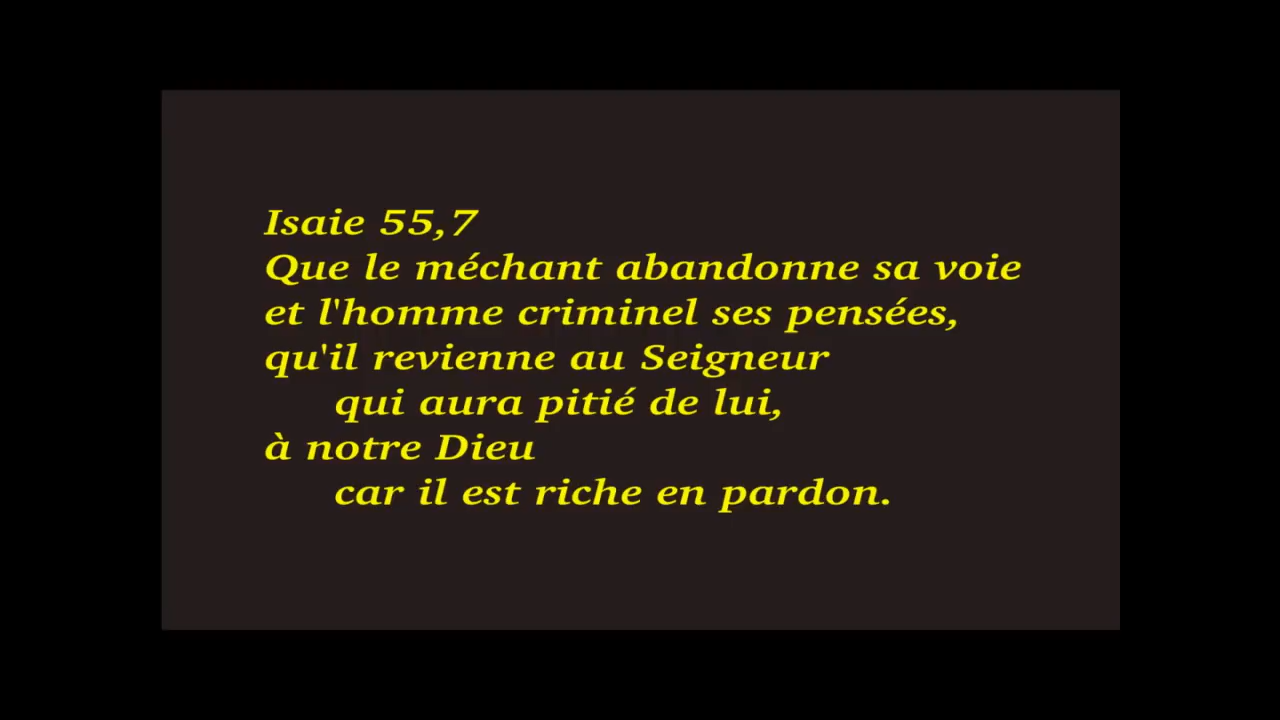 Isaie 55,7
Que le méchant abandonne sa voie
et l'homme criminel ses pensées,
qu'il revienne au Seigneur
qui aura pitié de lui,
à notre Dieu
car il est riche en pardon.